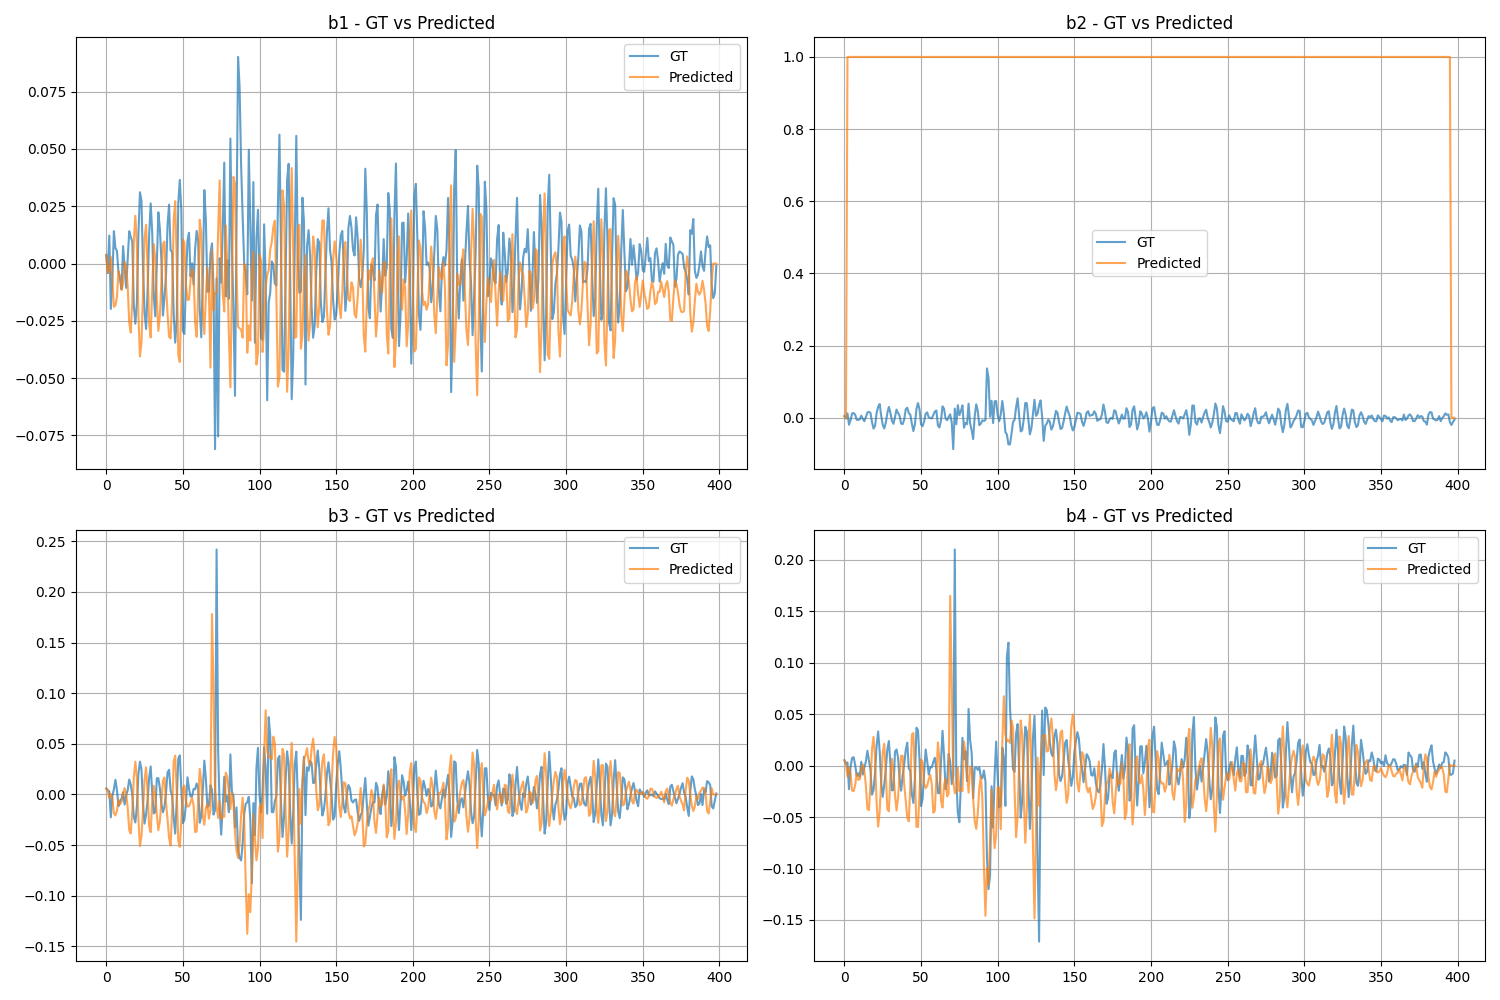 b1 - GT vs Predicted
GT
Predicted
0.075
0.050
0.025
0.000
−0.025
−0.050
−0.075
0 50 100 150 200 250 300 350 400
b2 - GT vs Predicted
GT
Predicted
1.0
0.8
0.6
0.4
0.2
0.0
0 50 100 150 200 250 300 350 400
b3 - GT vs Predicted
GT
Predicted
0.25
0.20
0.15
0.10
0.05
0.00
−0.05
−0.10
−0.15
0 50 100 150 200 250 300 350 400
b4 - GT vs Predicted
GT
Predicted
0.20
0.15
0.10
0.05
0.00
−0.05
−0.10
−0.15
0 50 100 150 200 250 300 350 400